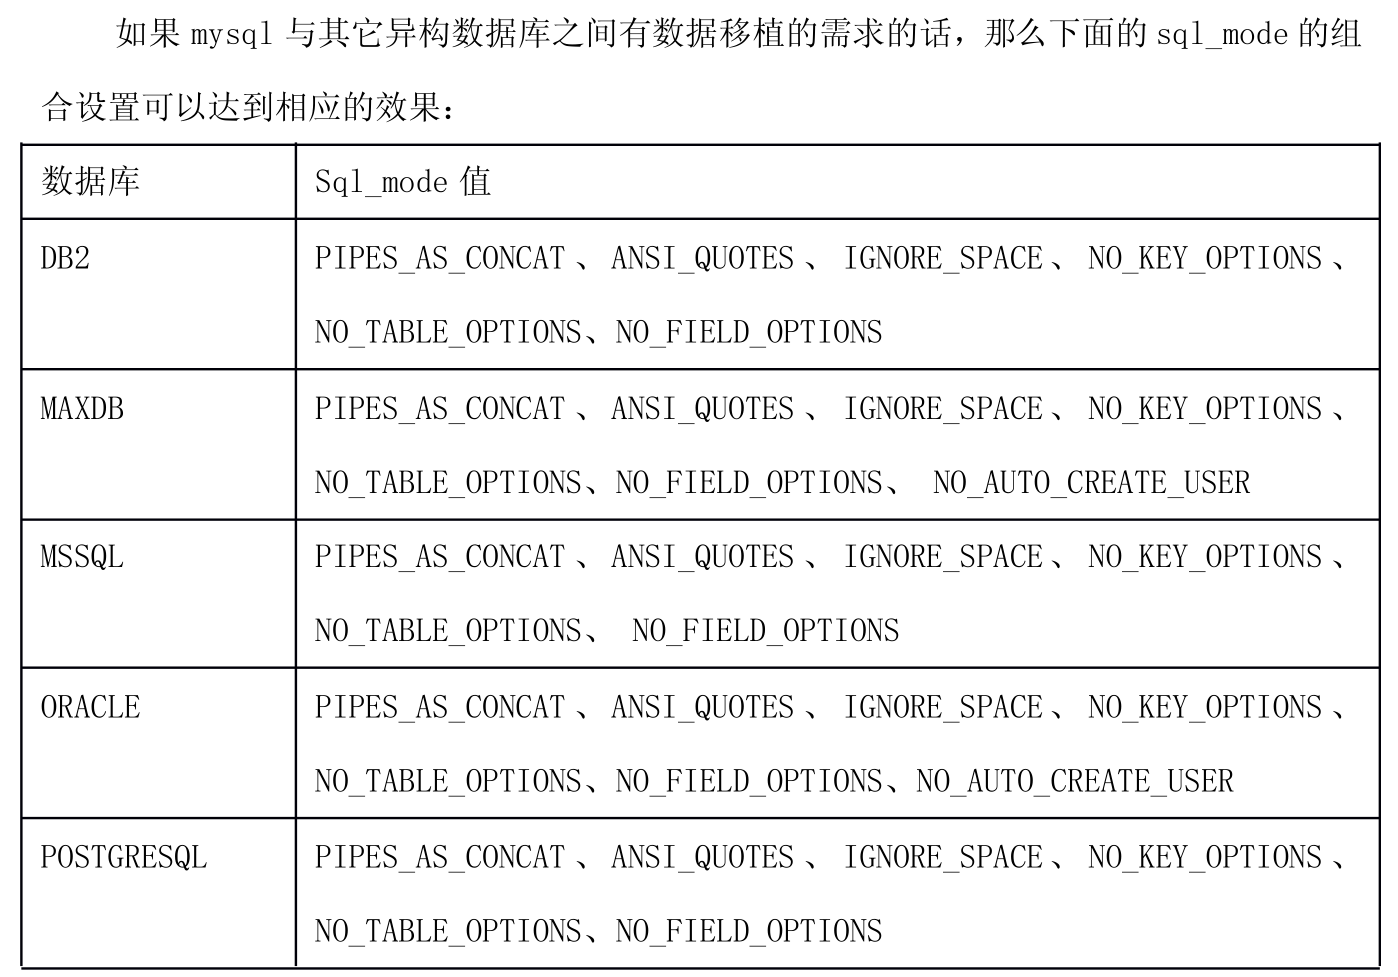 如果 mysql 与其它异构数据库之间有数据移植的需求的话，那么下面的 sql_mode 的组
合设置可以达到相应的效果：
数据库 Sql_mode 值
DB2 PIPES_AS_CONCAT 、 ANSI_QUOTES 、 IGNORE_SPACE 、 NO_KEY_OPTIONS 、
NO_TABLE_OPTIONS、NO_FIELD_OPTIONS
MAXDB PIPES_AS_CONCAT 、 ANSI_QUOTES 、 IGNORE_SPACE 、 NO_KEY_OPTIONS 、
NO_TABLE_OPTIONS、NO_FIELD_OPTIONS、 NO_AUTO_CREATE_USER
MSSQL PIPES_AS_CONCAT 、 ANSI_QUOTES 、 IGNORE_SPACE 、 NO_KEY_OPTIONS 、
NO_TABLE_OPTIONS、 NO_FIELD_OPTIONS
ORACLE PIPES_AS_CONCAT 、 ANSI_QUOTES 、 IGNORE_SPACE 、 NO_KEY_OPTIONS 、
NO_TABLE_OPTIONS、NO_FIELD_OPTIONS、NO_AUTO_CREATE_USER
POSTGRESQL PIPES_AS_CONCAT 、 ANSI_QUOTES 、 IGNORE_SPACE 、 NO_KEY_OPTIONS 、
NO_TABLE_OPTIONS、NO_FIELD_OPTIONS